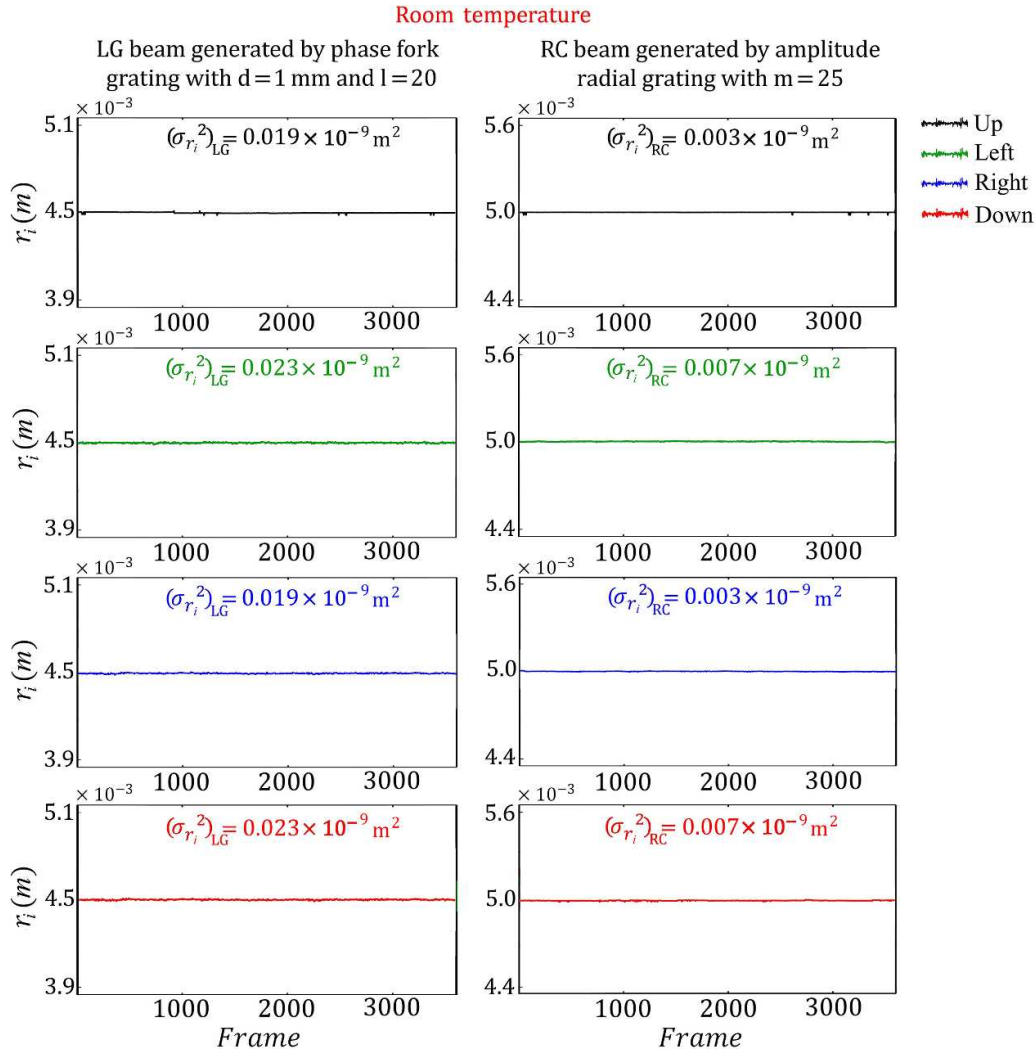 Room temperature
LG beam generated by phase fork
grating with d = 1 mm and l = 20
RC beam generated by amplitude
radial grating with m = 25
× 10⁻³
5.1
4.5
3.9
r_i (m)
(σ_{r_i}²)_LG = 0.019 × 10⁻⁹ m²
1000 2000 3000
× 10⁻³
5.6
5.0
4.4
(σ_{r_i}²)_RC = 0.003 × 10⁻⁹ m²
1000 2000 3000
Up
Left
Right
Down
× 10⁻³
5.1
4.5
3.9
r_i (m)
(σ_{r_i}²)_LG = 0.023 × 10⁻⁹ m²
1000 2000 3000
× 10⁻³
5.6
5.0
4.4
(σ_{r_i}²)_RC = 0.007 × 10⁻⁹ m²
1000 2000 3000
× 10⁻³
5.1
4.5
3.9
r_i (m)
(σ_{r_i}²)_LG = 0.019 × 10⁻⁹ m²
1000 2000 3000
× 10⁻³
5.6
5.0
4.4
(σ_{r_i}²)_RC = 0.003 × 10⁻⁹ m²
1000 2000 3000
× 10⁻³
5.1
4.5
3.9
r_i (m)
(σ_{r_i}²)_LG = 0.023 × 10⁻⁹ m²
1000 2000 3000
Frame
× 10⁻³
5.6
5.0
4.4
(σ_{r_i}²)_RC = 0.007 × 10⁻⁹ m²
1000 2000 3000
Frame